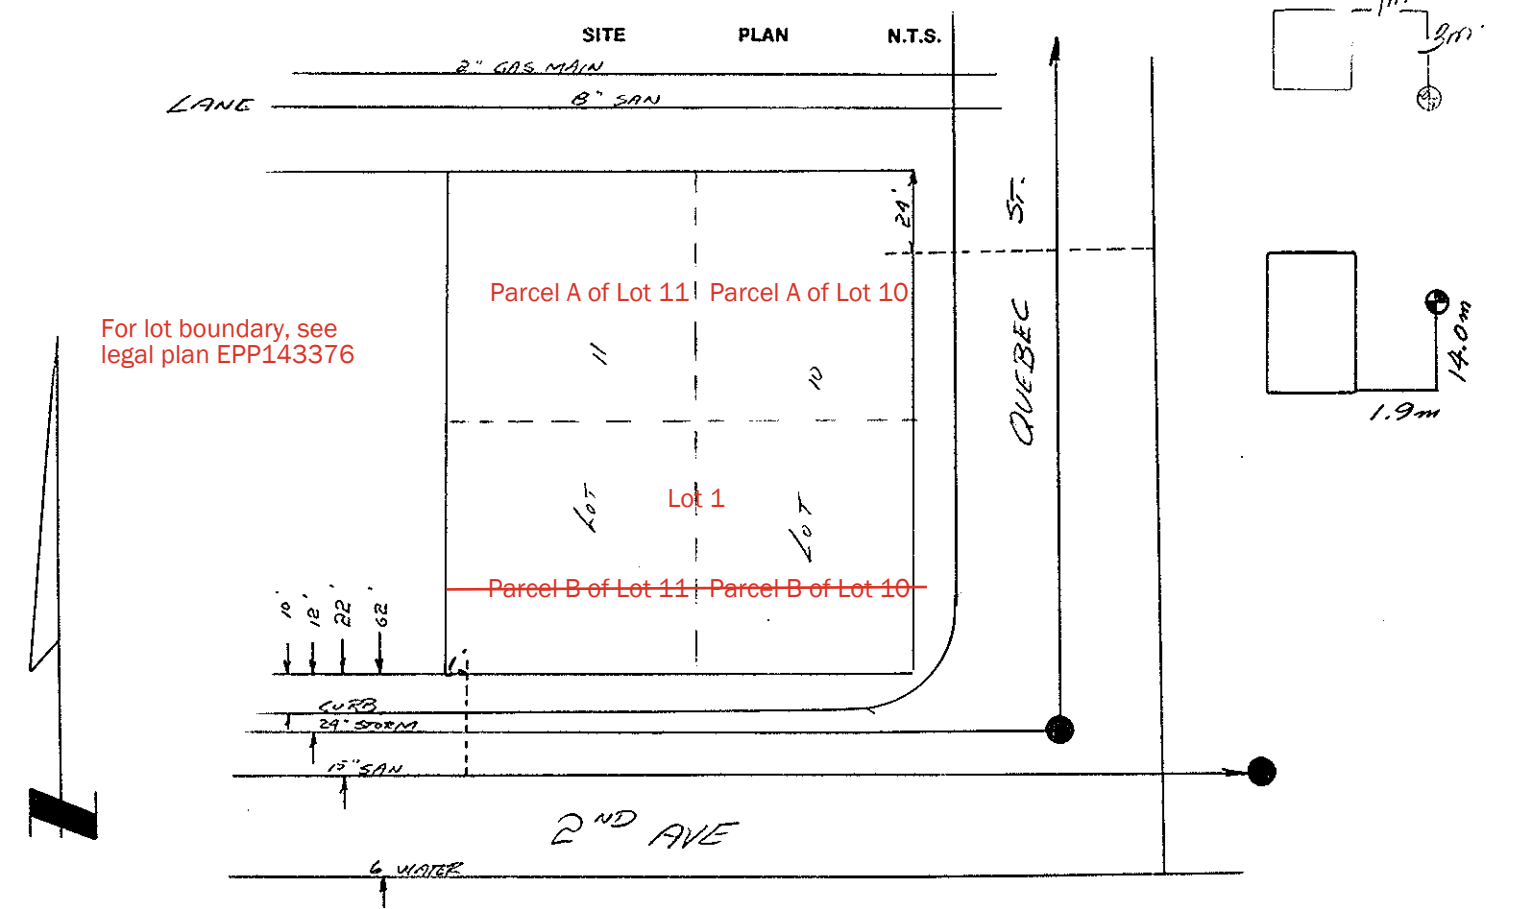 SITE PLAN N.T.S.
2" GAS MAIN
LANE
8" SAN
3m
24'
ST.
Parcel A of Lot 11
Parcel A of Lot 10
For lot boundary, see
legal plan EPP143376
11
10
QUEBEC
14.0m
1.9m
Lot 1
LOT
LOT
Parcel B of Lot 11
Parcel B of Lot 10
10'
12'
22'
62'
1'
CURB
24" STORM
15" SAN
2ND AVE
6 WATER